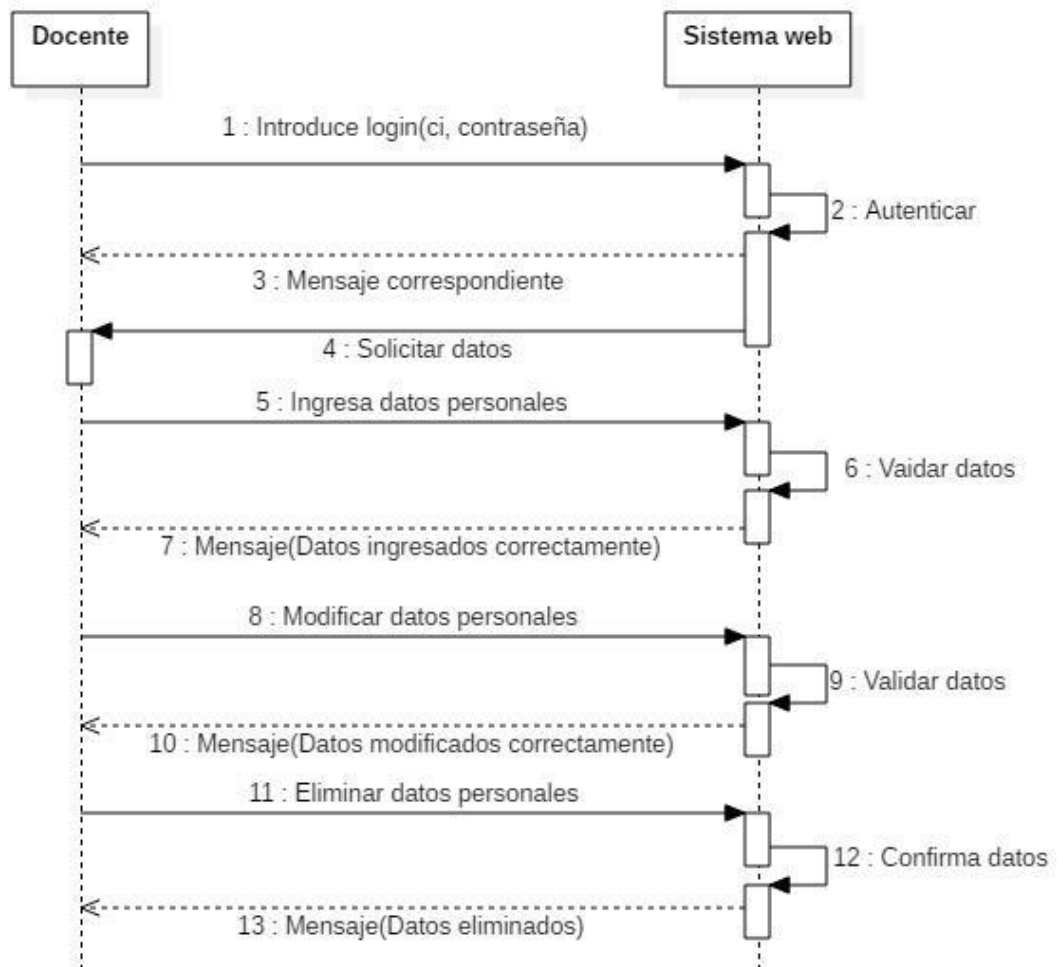 Docente
Sistema web
1 : Introduce login(ci, contraseña)
2 : Autenticar
3 : Mensaje correspondiente
4 : Solicitar datos
5 : Ingresa datos personales
6 : Vaidar datos
7 : Mensaje(Datos ingresados correctamente)
8 : Modificar datos personales
9 : Validar datos
10 : Mensaje(Datos modificados correctamente)
11 : Eliminar datos personales
12 : Confirma datos
13 : Mensaje(Datos eliminados)